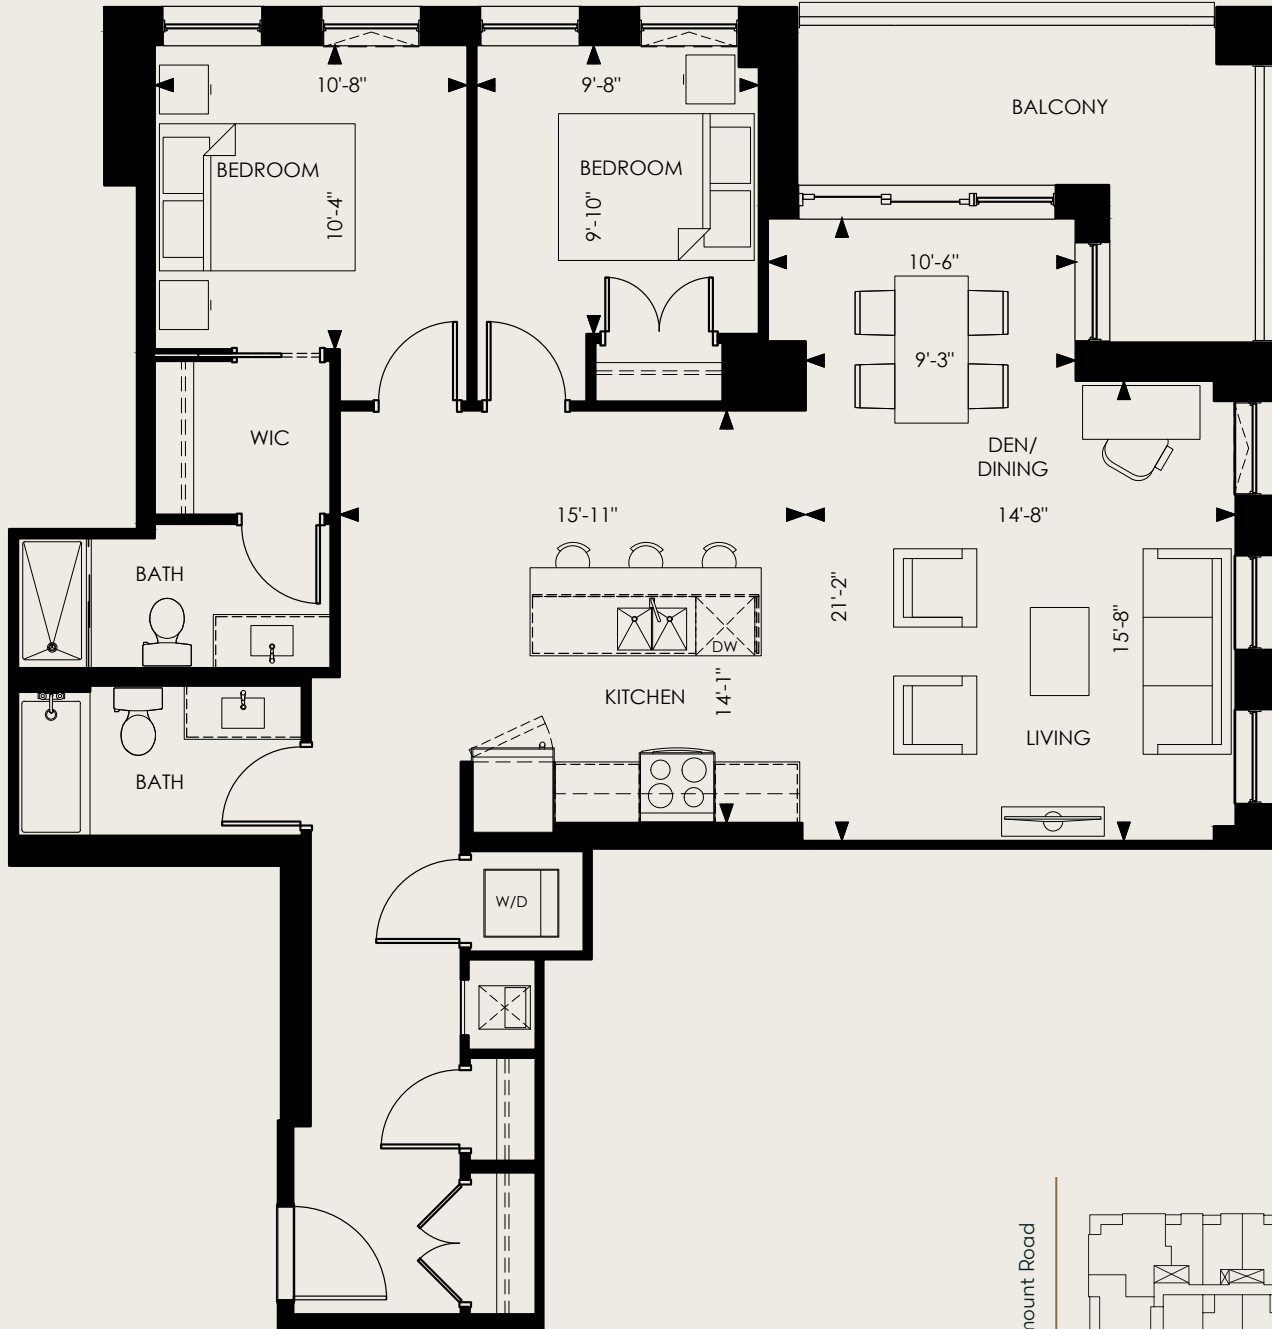 10'-8"
9'-8"
BALCONY
BEDROOM
BEDROOM
10'-4"
9'-10"
10'-6"
9'-3"
WIC
DEN/
DINING
15'-11"
14'-8"
BATH
21'-2"
15'-8"
DW
KITCHEN
14'-1"
LIVING
BATH
W/D
Road